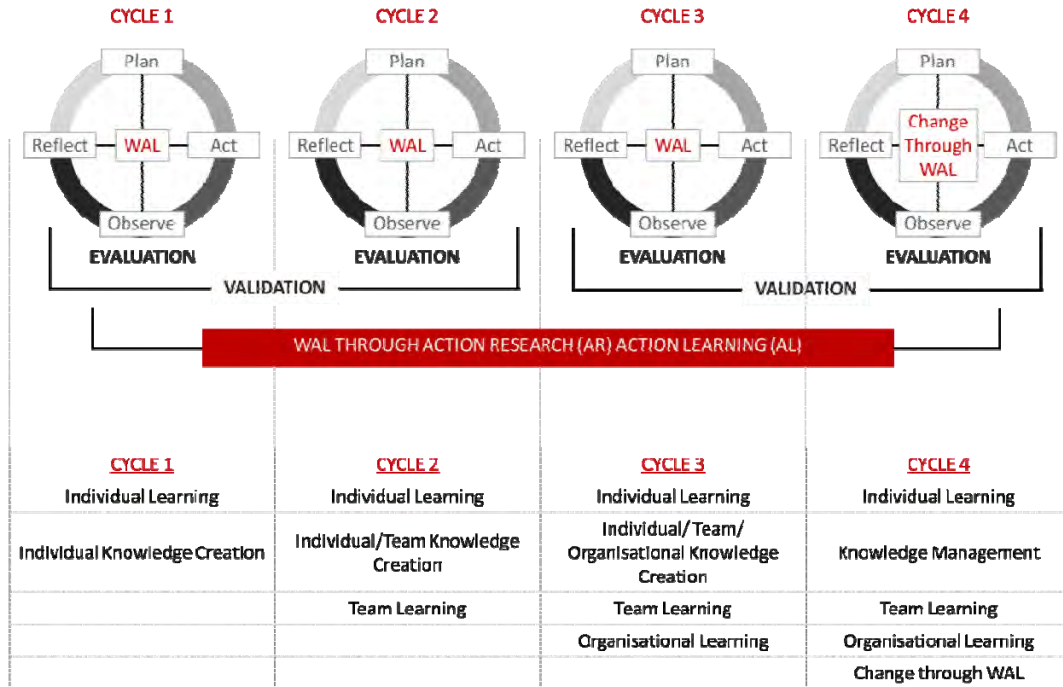 CYCLE 1
CYCLE 2
CYCLE 3
CYCLE 4
Plan
Plan
Plan
Plan
Reflect
WAL
Act
Reflect
WAL
Act
Reflect
WAL
Act
Reflect
Change
Through
WAL
Act
Observe
Observe
Observe
Observe
EVALUATION
EVALUATION
EVALUATION
EVALUATION
VALIDATION
VALIDATION
WAL THROUGH ACTION RESEARCH (AR) ACTION LEARNING (AL)
CYCLE 1
CYCLE 2
CYCLE 3
CYCLE 4
Individual Learning
Individual Learning
Individual Learning
Individual Learning
Individual Knowledge Creation
Individual/Team Knowledge
Creation
Individual/ Team/
Organisational Knowledge
Creation
Knowledge Management
Team Learning
Team Learning
Team Learning
Organisational Learning
Organisational Learning
Change through WAL